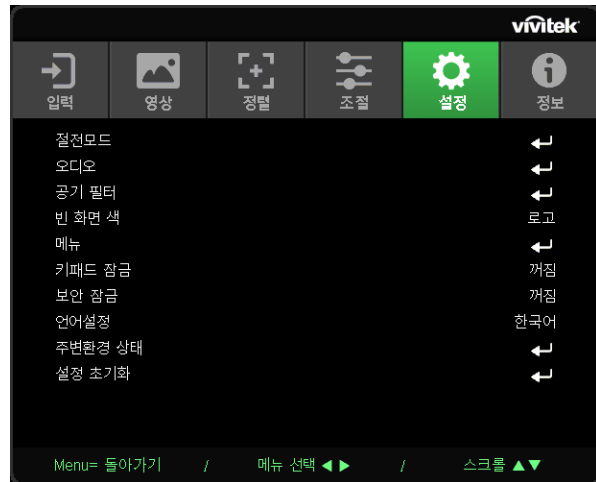 vivitek
입력 영상 정렬 조절 설정 정보
절전모드
오디오
공기 필터
빈 화면 색 로고
메뉴
키패드 잠금 꺼짐
보안 잠금 꺼짐
언어설정 한국어
주변환경 상태
설정 초기화
Menu= 돌아가기 / 메뉴 선택 ◀ ▶ / 스크롤 ▲▼